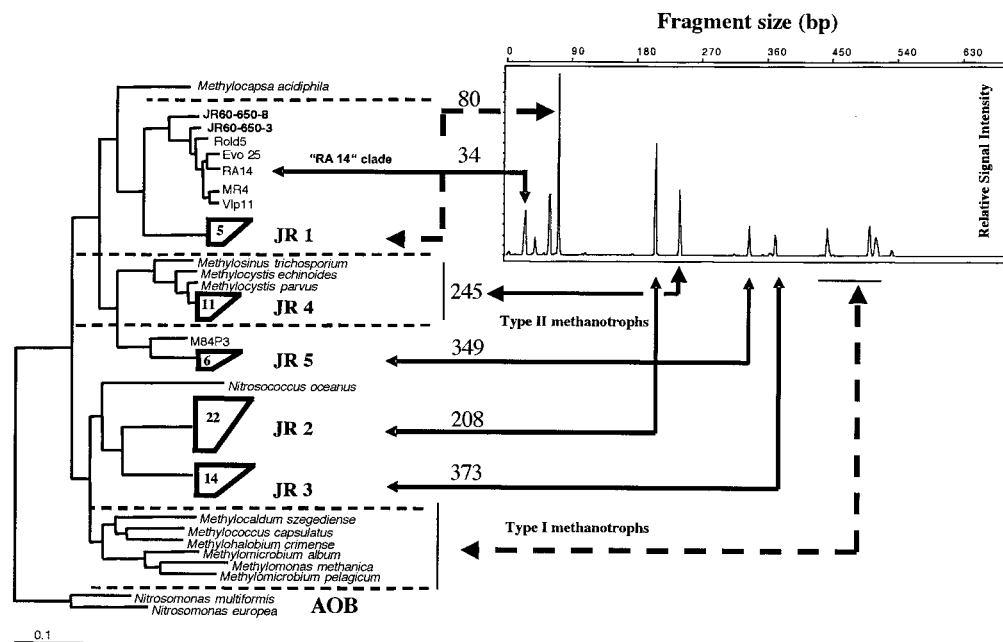 Fragment size (bp)
0 90 180 270 360 450 540 630
Relative Signal Intensity
Methylocapsa acidiphila
80
JR60-650-8
JR60-650-3
Rold5
Evo 25
RA14
"RA 14" clade
34
MR4
Vlp11
5
JR 1
Methylosinus trichosporium
Methylocystis echinoides
Methylocystis parvus
11
JR 4
245
Type II methanotrophs
M84P3
6
JR 5
349
Nitrosococcus oceanus
22
JR 2
208
14
JR 3
373
Methylocaldum szegediense
Methylococcus capsulatus
Methylohalobium crimense
Methylomicrobium album
Methylomonas methanica
Methylomicrobium pelagicum
Type I methanotrophs
Nitrosomonas multiformis
Nitrosomonas europea
AOB
0.1